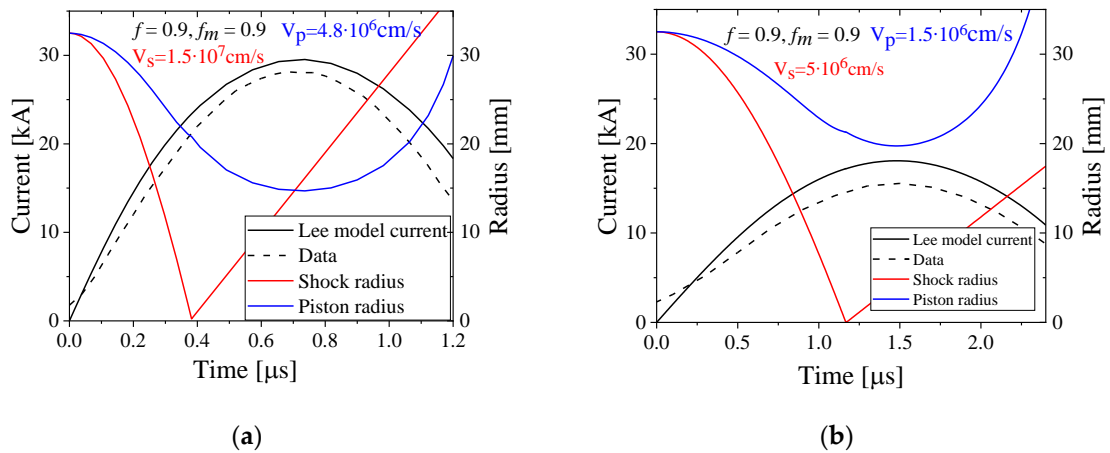 f = 0.9, f_m = 0.9 V_p=4.8·10^6cm/s
V_s=1.5·10^7cm/s
Current [kA]
30
20
10
0
Radius [mm]
30
20
10
0
Lee model current
Data
Shock radius
Piston radius
0.0 0.2 0.4 0.6 0.8 1.0 1.2
Time [μs]
(a)
f = 0.9, f_m = 0.9 V_p=1.5·10^6cm/s
V_s=5·10^6cm/s
Current [kA]
30
20
10
0
Radius [mm]
30
20
10
0
Lee model current
Data
Shock radius
Piston radius
0.0 0.5 1.0 1.5 2.0
Time [μs]
(b)